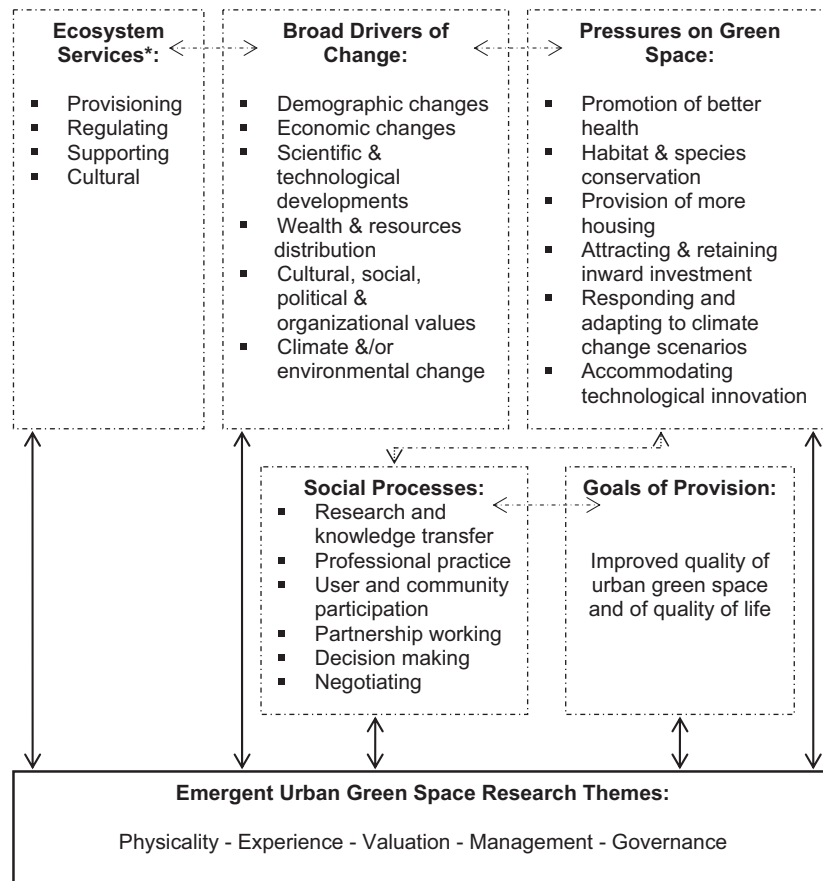 Ecosystem
Services*:
▪ Provisioning
▪ Regulating
▪ Supporting
▪ Cultural
Broad Drivers of
Change:
▪ Demographic changes
▪ Economic changes
▪ Scientific &
technological
developments
▪ Wealth & resources
distribution
▪ Cultural, social,
political &
organizational values
▪ Climate &/or
environmental change
Pressures on Green
Space:
▪ Promotion of better
health
▪ Habitat & species
conservation
▪ Provision of more
housing
▪ Attracting & retaining
inward investment
▪ Responding and
adapting to climate
change scenarios
▪ Accommodating
technological innovation
Social Processes:
▪ Research and
knowledge transfer
▪ Professional practice
▪ User and community
participation
▪ Partnership working
▪ Decision making
▪ Negotiating
Goals of Provision:
Improved quality of
urban green space
and of quality of life
Emergent Urban Green Space Research Themes:
Physicality - Experience - Valuation - Management - Governance